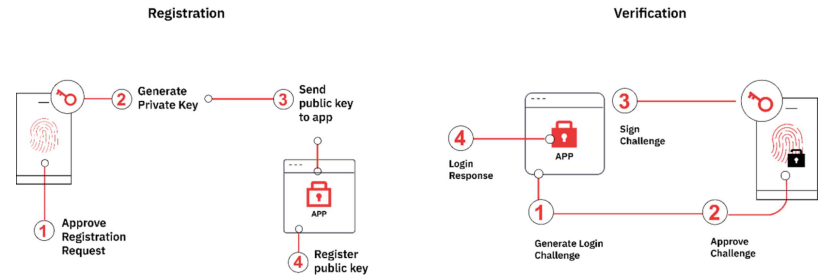 Registration
1
Approve
Registration
Request
2
Generate
Private Key
3
Send
public key
to app
APP
4
Register
public key
Verification
1
Generate Login
Challenge
2
Approve
Challenge
3
Sign
Challenge
4
Login
Response
APP